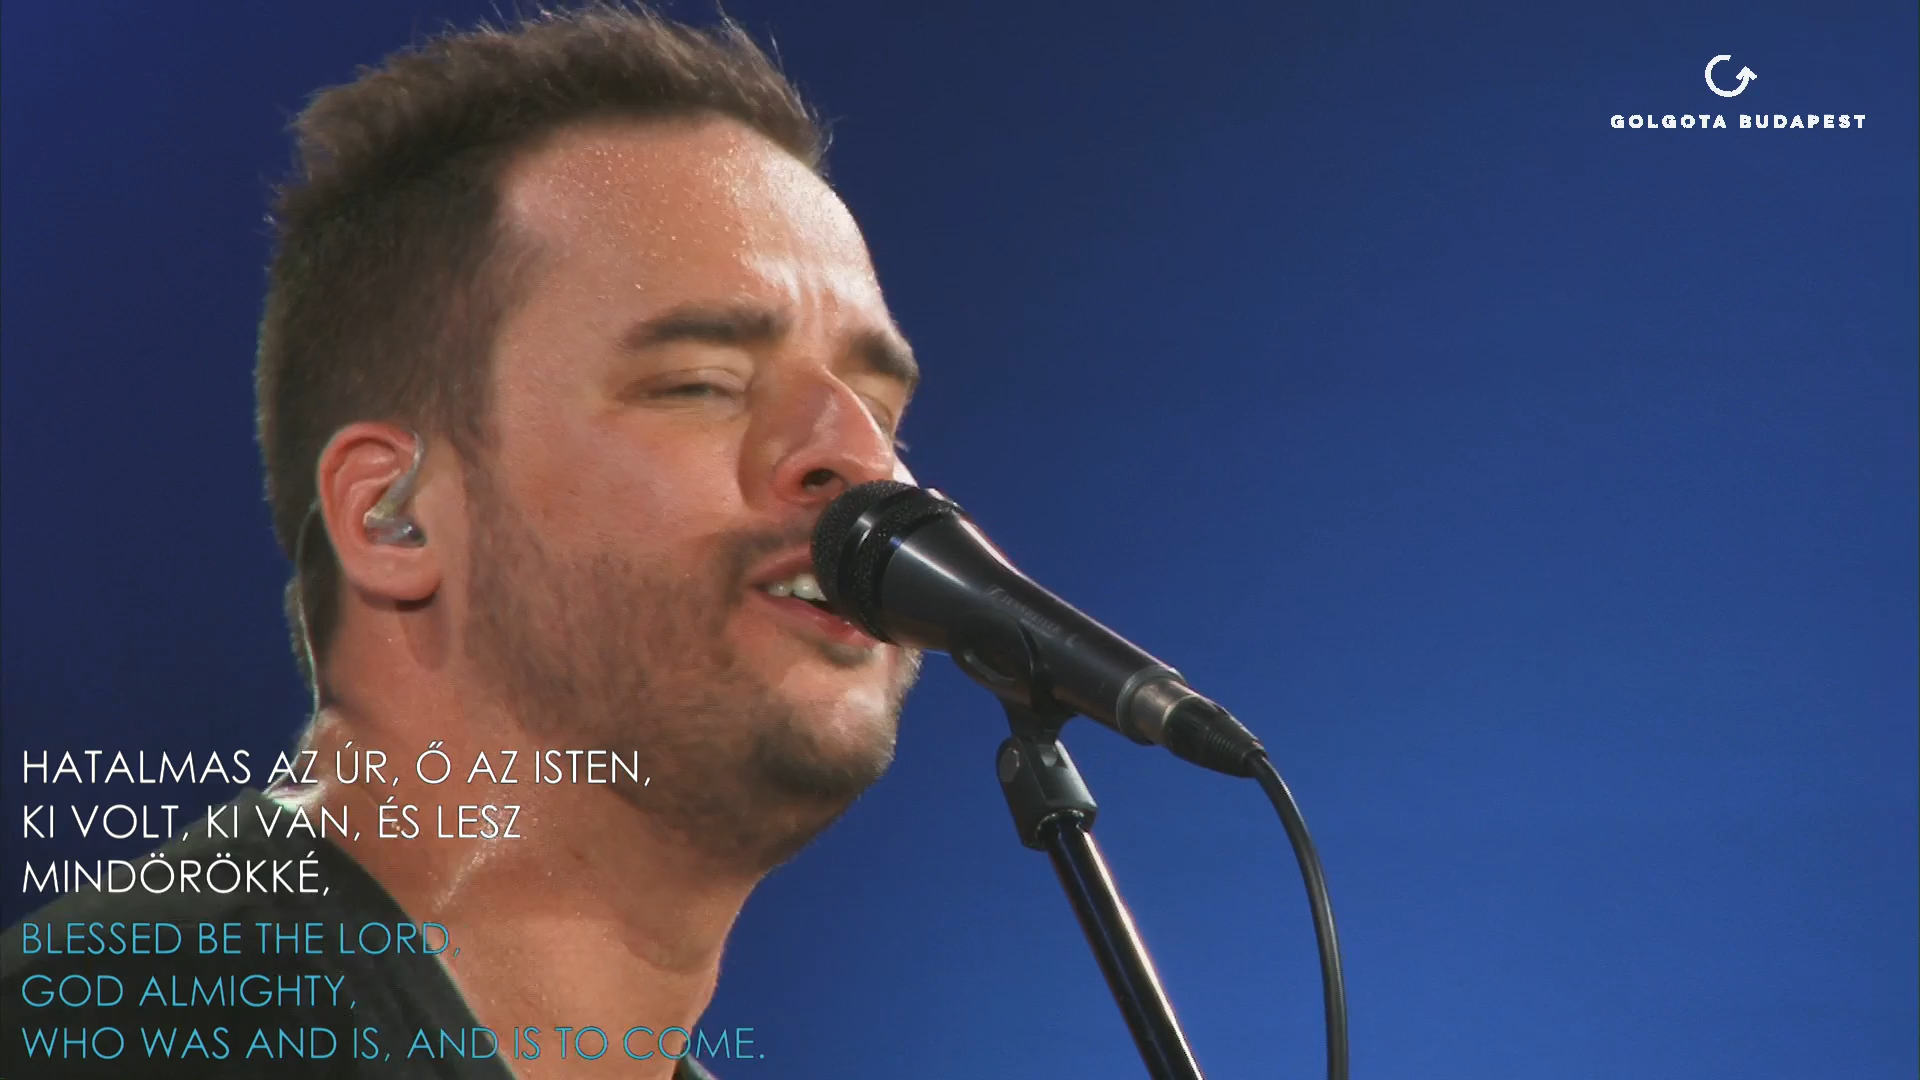 GOLGOTA BUDAPEST
HATALMAS AZ ÚR, Ő AZ ISTEN,
KI VOLT, KI VAN, ÉS LESZ
MINDÖRÖKKÉ,
BLESSED BE THE LORD,
GOD ALMIGHTY,
WHO WAS AND IS, AND IS TO COME.